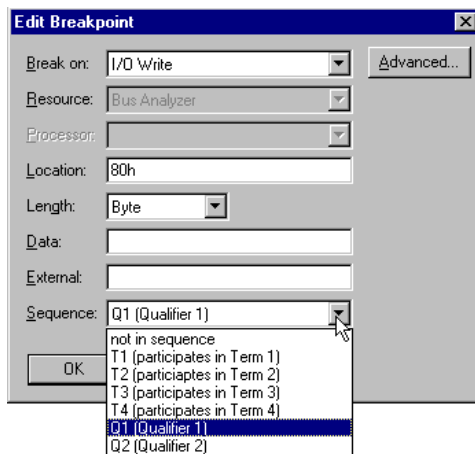 Edit Breakpoint
Break on: I/O Write Advanced...
Resource: Bus Analyzer
Processor:
Location: 80h
Length: Byte
Data:
External:
Sequence: Q1 (Qualifier 1)
not in sequence
T1 (participates in Term 1)
OK T2 (particiaptes in Term 2)
T3 (participates in Term 3)
T4 (participates in Term 4)
Q1 (Qualifier 1)
Q2 (Qualifier 2)